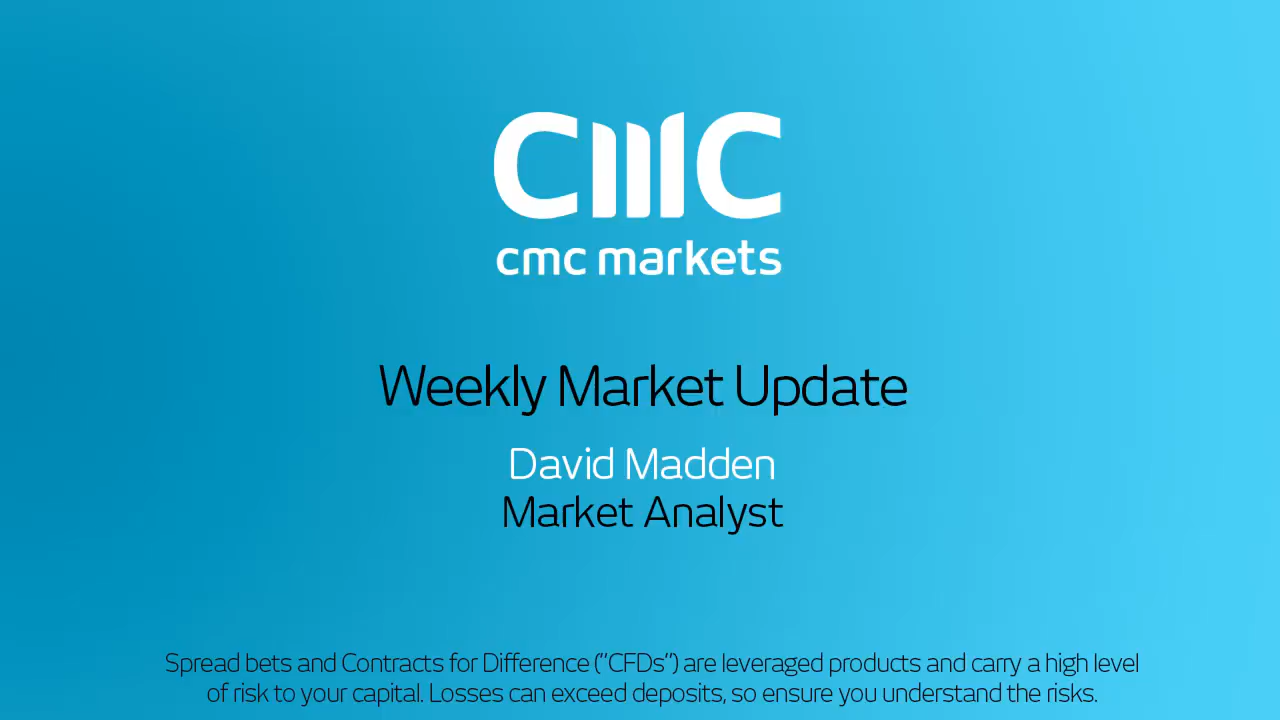 CMC
cmc markets
Weekly Market Update
David Madden
Market Analyst
Spread bets and Contracts for Difference (”CFDs”) are leveraged products and carry a high level
of risk to your capital. Losses can exceed deposits, so ensure you understand the risks.